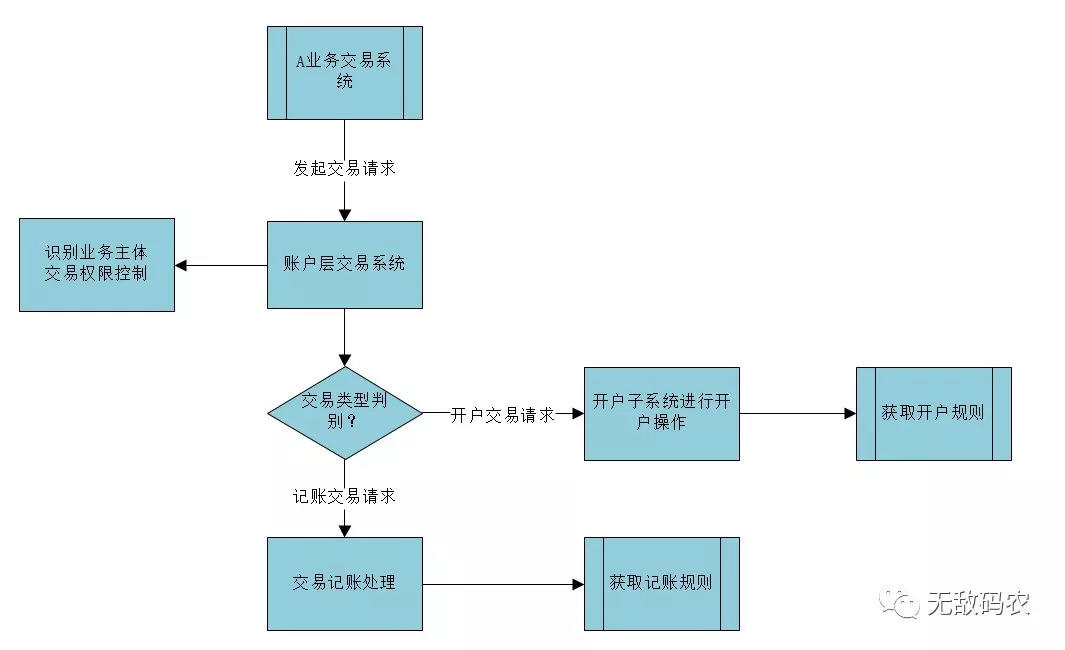 A业务交易系
统
发起交易请求
识别业务主体
交易权限控制
账户层交易系统
交易类型判
别？
开户交易请求
开户子系统进行开
户操作
获取开户规则
记账交易请求
交易记账处理
获取记账规则
无敌码农